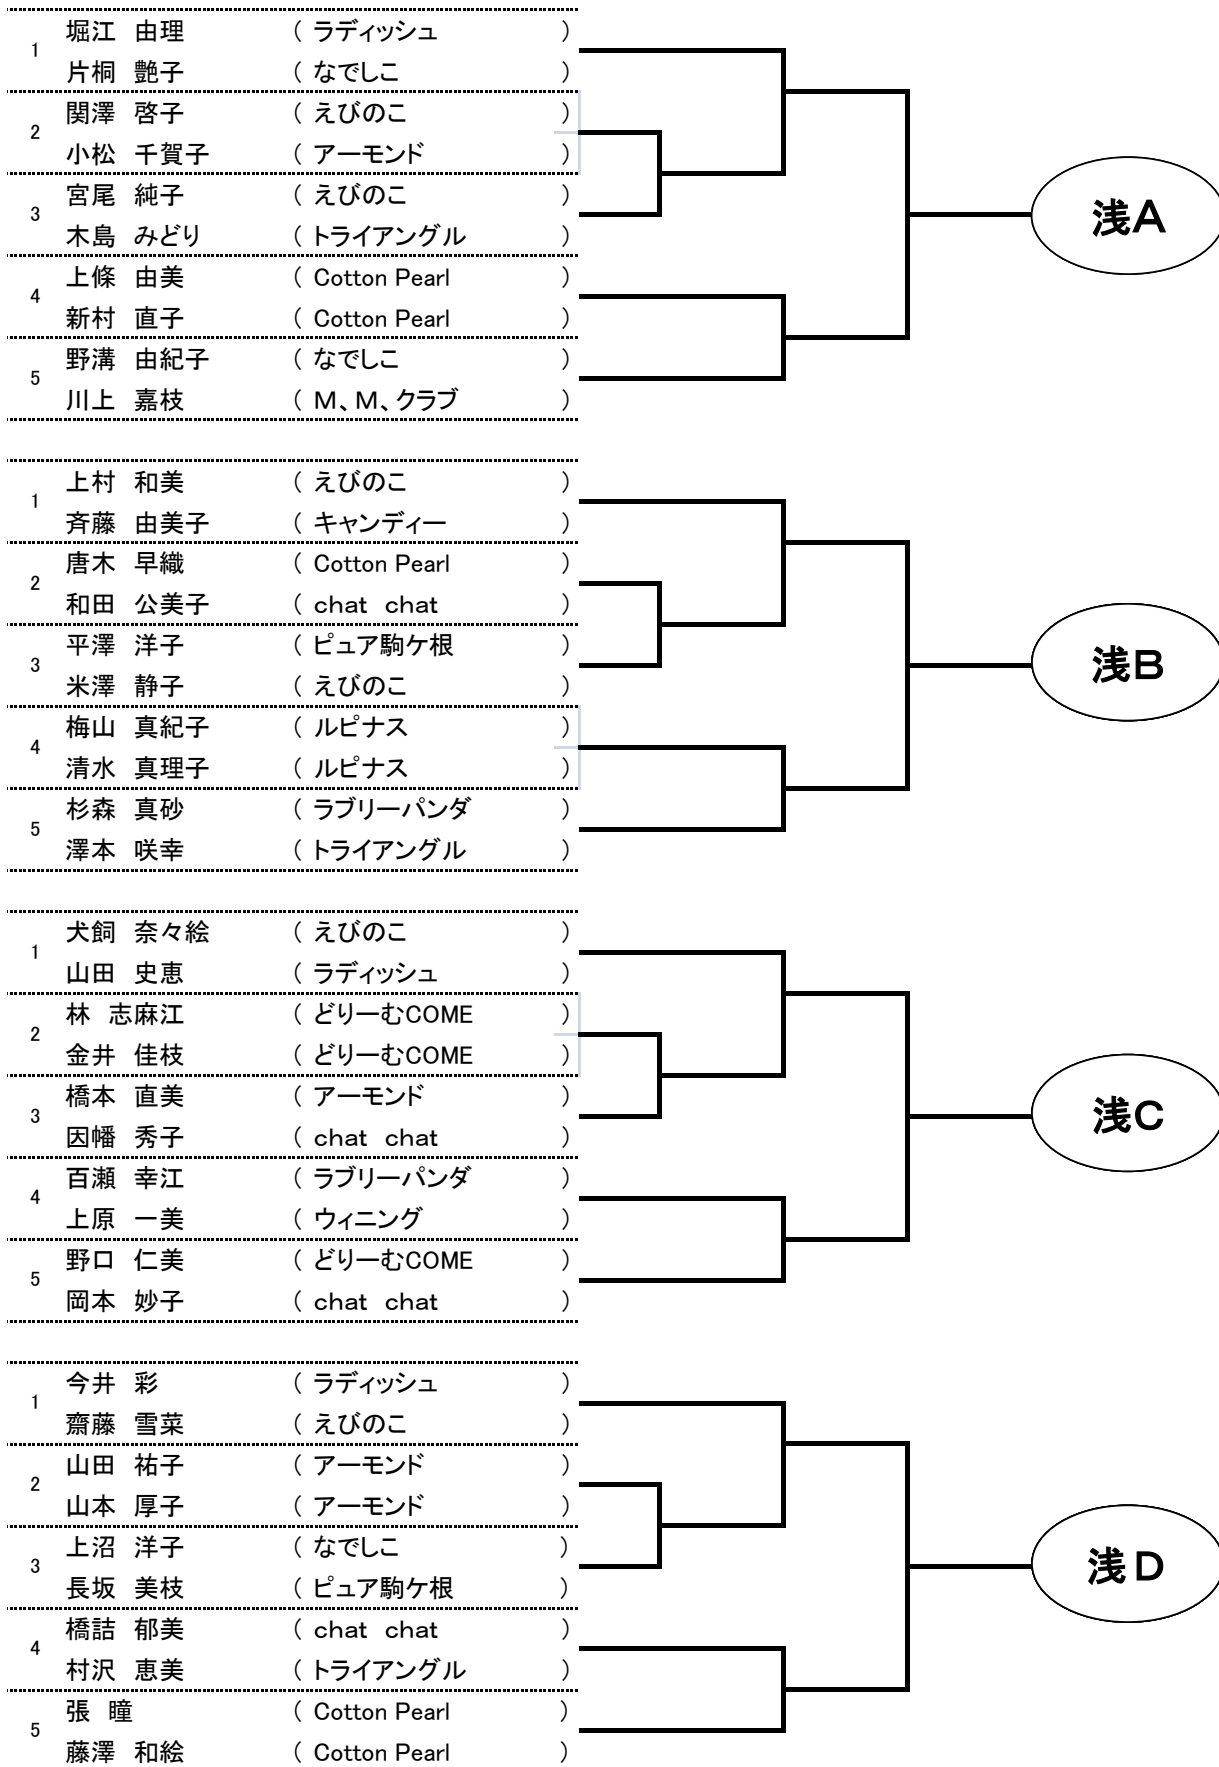 堀江　由理 （ ラディッシュ ）
1
片桐　艶子 （ なでしこ ）
関澤　啓子 （ えびのこ ）
2
小松　千賀子 （ アーモンド ）
宮尾　純子 （ えびのこ ）
3
木島　みどり （ トライアングル ）
上條　由美 （ Cotton Pearl ）
4
新村　直子 （ Cotton Pearl ）
野溝　由紀子 （ なでしこ ）
5
川上　嘉枝 （ M、M、クラブ ）
浅A
上村　和美 （ えびのこ ）
1
斉藤　由美子 （ キャンディー ）
唐木　早織 （ Cotton Pearl ）
2
和田　公美子 （ chat chat ）
平澤　洋子 （ ピュア駒ケ根 ）
3
米澤　静子 （ えびのこ ）
梅山　真紀子 （ ルピナス ）
4
清水　真理子 （ ルピナス ）
杉森　真砂 （ ラブリーパンダ ）
5
澤本　咲幸 （ トライアングル ）
浅B
犬飼　奈々絵 （ えびのこ ）
1
山田　史恵 （ ラディッシュ ）
林　志麻江 （ どりーむCOME ）
2
金井　佳枝 （ どりーむCOME ）
橋本　直美 （ アーモンド ）
3
因幡　秀子 （ chat chat ）
百瀬　幸江 （ ラブリーパンダ ）
4
上原　一美 （ ウィニング ）
野口　仁美 （ どりーむCOME ）
5
岡本　妙子 （ chat chat ）
浅C
今井　彩 （ ラディッシュ ）
1
齋藤　雪菜 （ えびのこ ）
山田　祐子 （ アーモンド ）
2
山本　厚子 （ アーモンド ）
上沼　洋子 （ なでしこ ）
3
長坂　美枝 （ ピュア駒ケ根 ）
橋詰　郁美 （ chat chat ）
4
村沢　恵美 （ トライアングル ）
張　瞳 （ Cotton Pearl ）
5
藤澤　和絵 （ Cotton Pearl ）
浅D